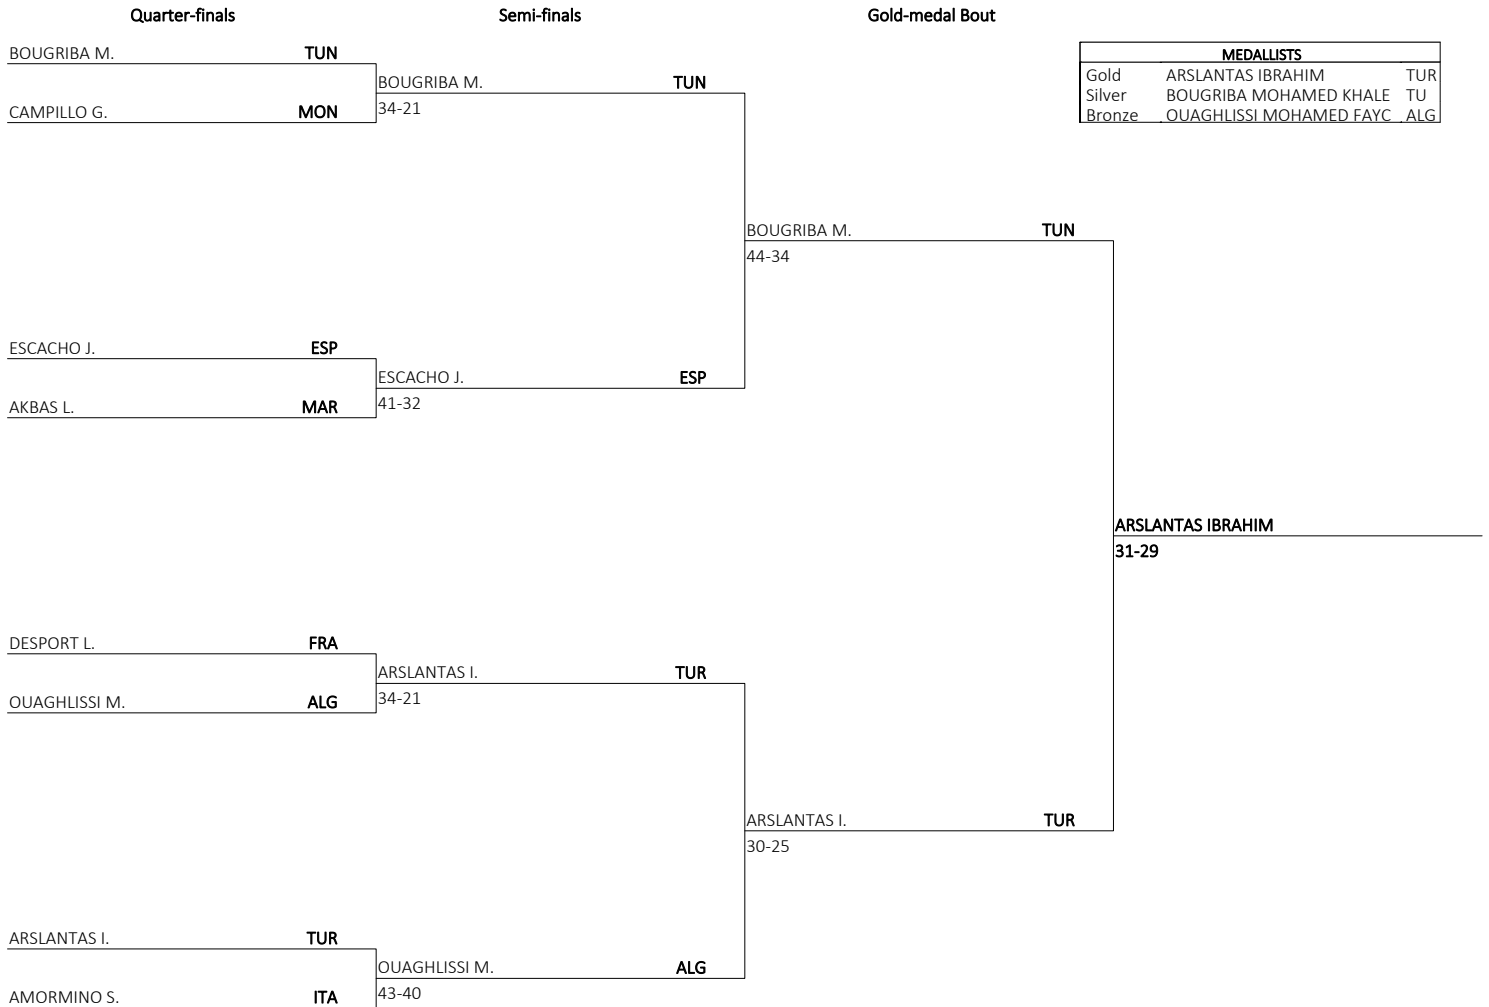 Quarter-finals Semi-finals Gold-medal Bout
BOUGRIBA M. TUN
MEDALLISTS
Gold ARSLANTAS IBRAHIM TUR
Silver BOUGRIBA MOHAMED KHALE TU
Bronze OUAGHLISSI MOHAMED FAYC ALG
BOUGRIBA M. TUN
34-21
CAMPILLO G. MON
BOUGRIBA M. TUN
44-34
ESCACHO J. ESP
ESCACHO J. ESP
41-32
AKBAS L. MAR
ARSLANTAS IBRAHIM
31-29
DESPORT L. FRA
ARSLANTAS I. TUR
34-21
OUAGHLISSI M. ALG
ARSLANTAS I. TUR
30-25
ARSLANTAS I. TUR
OUAGHLISSI M. ALG
43-40
AMORMINO S. ITA